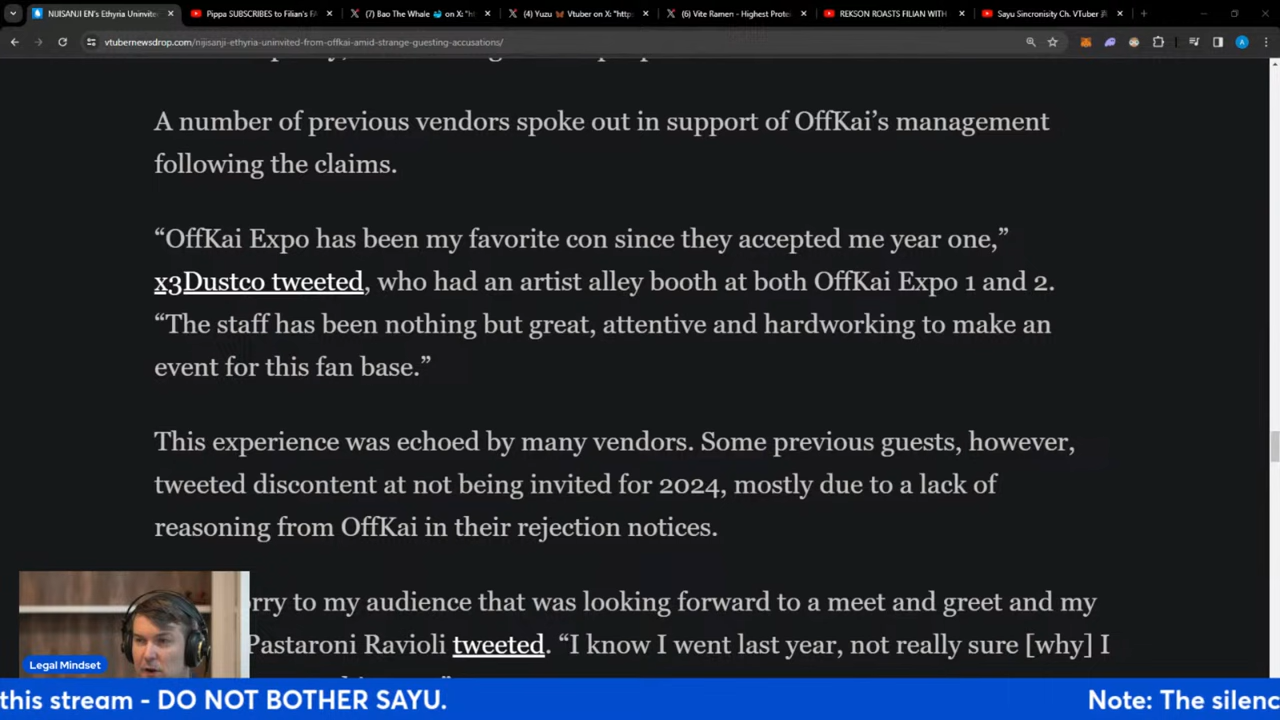 NIJISANJI EN's Ethyria Uninvited
Pippa SUBSCRIBES to Filian's FA
(7) Bao The Whale on X: "h
(4) Yuzu Vtuber on X: "http
(6) Vite Ramen - Highest Prote
REKSON ROASTS FILIAN WITH
Sayu Sincronisity Ch. VTuber
vtubernewsdrop.com/nijisanji-ethyria-uninvited-from-offkai-amid-strange-guesting-accusations/
A number of previous vendors spoke out in support of OffKai's management
following the claims.
“OffKai Expo has been my favorite con since they accepted me year one,”
x3Dustco tweeted, who had an artist alley booth at both OffKai Expo 1 and 2.
“The staff has been nothing but great, attentive and hardworking to make an
event for this fan base.”
This experience was echoed by many vendors. Some previous guests, however,
tweeted discontent at not being invited for 2024, mostly due to a lack of
reasoning from OffKai in their rejection notices.
rry to my audience that was looking forward to a meet and greet and my
Pastaroni Ravioli tweeted. “I know I went last year, not really sure [why] I
Legal Mindset
this stream - DO NOT BOTHER SAYU. Note: The silenc